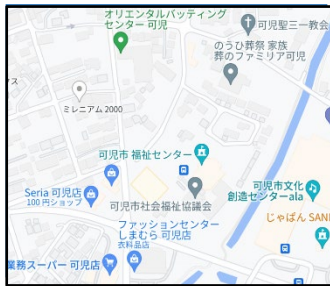 オリエンタルバッティング
センター 可児
可児聖三一教会
のうひ葬祭 家族
葬のファミリア可児
ミレニアム 2000
可児市 福祉センター
Seria 可児店
100 円ショップ
可児市社会福祉協議会
可児市文化
創造センターala
ファッションセンター
しまむら 可児店
衣料品店
じゃぱん
業務スーパー 可児店